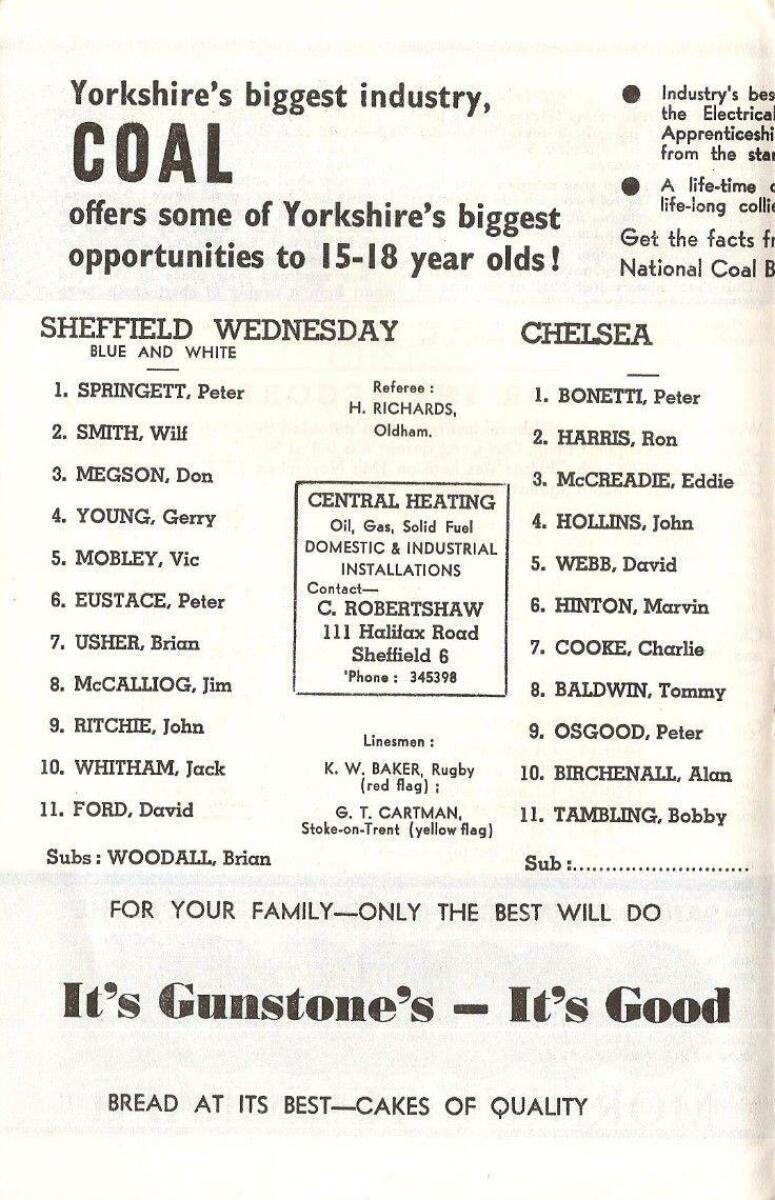 Yorkshire's biggest industry,
COAL
offers some of Yorkshire's biggest
opportunities to 15-18 year olds!
● Industry's
the
from the
● A life-time
life-long
Get the facts
National Coal
SHEFFIELD WEDNESDAY
BLUE AND WHITE
1. SPRINGETT, Peter
2. SMITH, Wilf
3. MEGSON, Don
4. YOUNG, Gerry
5. MOBLEY, Vic
6. EUSTACE, Peter
7. USHER, Brian
8. McCALLIOG, Jim
9. RITCHIE, John
10. WHITHAM, Jack
11. FORD, David
Subs: WOODALL, Brian
Referee:
H. RICHARDS,
Oldham.
CENTRAL HEATING
Oil, Gas, Solid Fuel
DOMESTIC & INDUSTRIAL
INSTALLATIONS
Contact—
C. ROBERTSHAW
111 Halifax Road
Sheffield 6
'Phone: 345398
Linesmen:
K. W. BAKER, Rugby
(red flag);
G. T. CARTMAN,
Stoke-on-Trent (yellow flag)
CHELSEA
1. BONETTI, Peter
2. HARRIS, Ron
3. McCREADIE, Eddie
4. HOLLINS, John
5. WEBB, David
6. HINTON, Marvin
7. COOKE, Charlie
8. BALDWIN, Tommy
9. OSGOOD, Peter
10. BIRCHENALL, Alan
11. TAMBLING, Bobby
Sub:..........................
FOR YOUR FAMILY—ONLY THE BEST WILL DO
It's Gunstone's — It's Good
BREAD AT ITS BEST—CAKES OF QUALITY